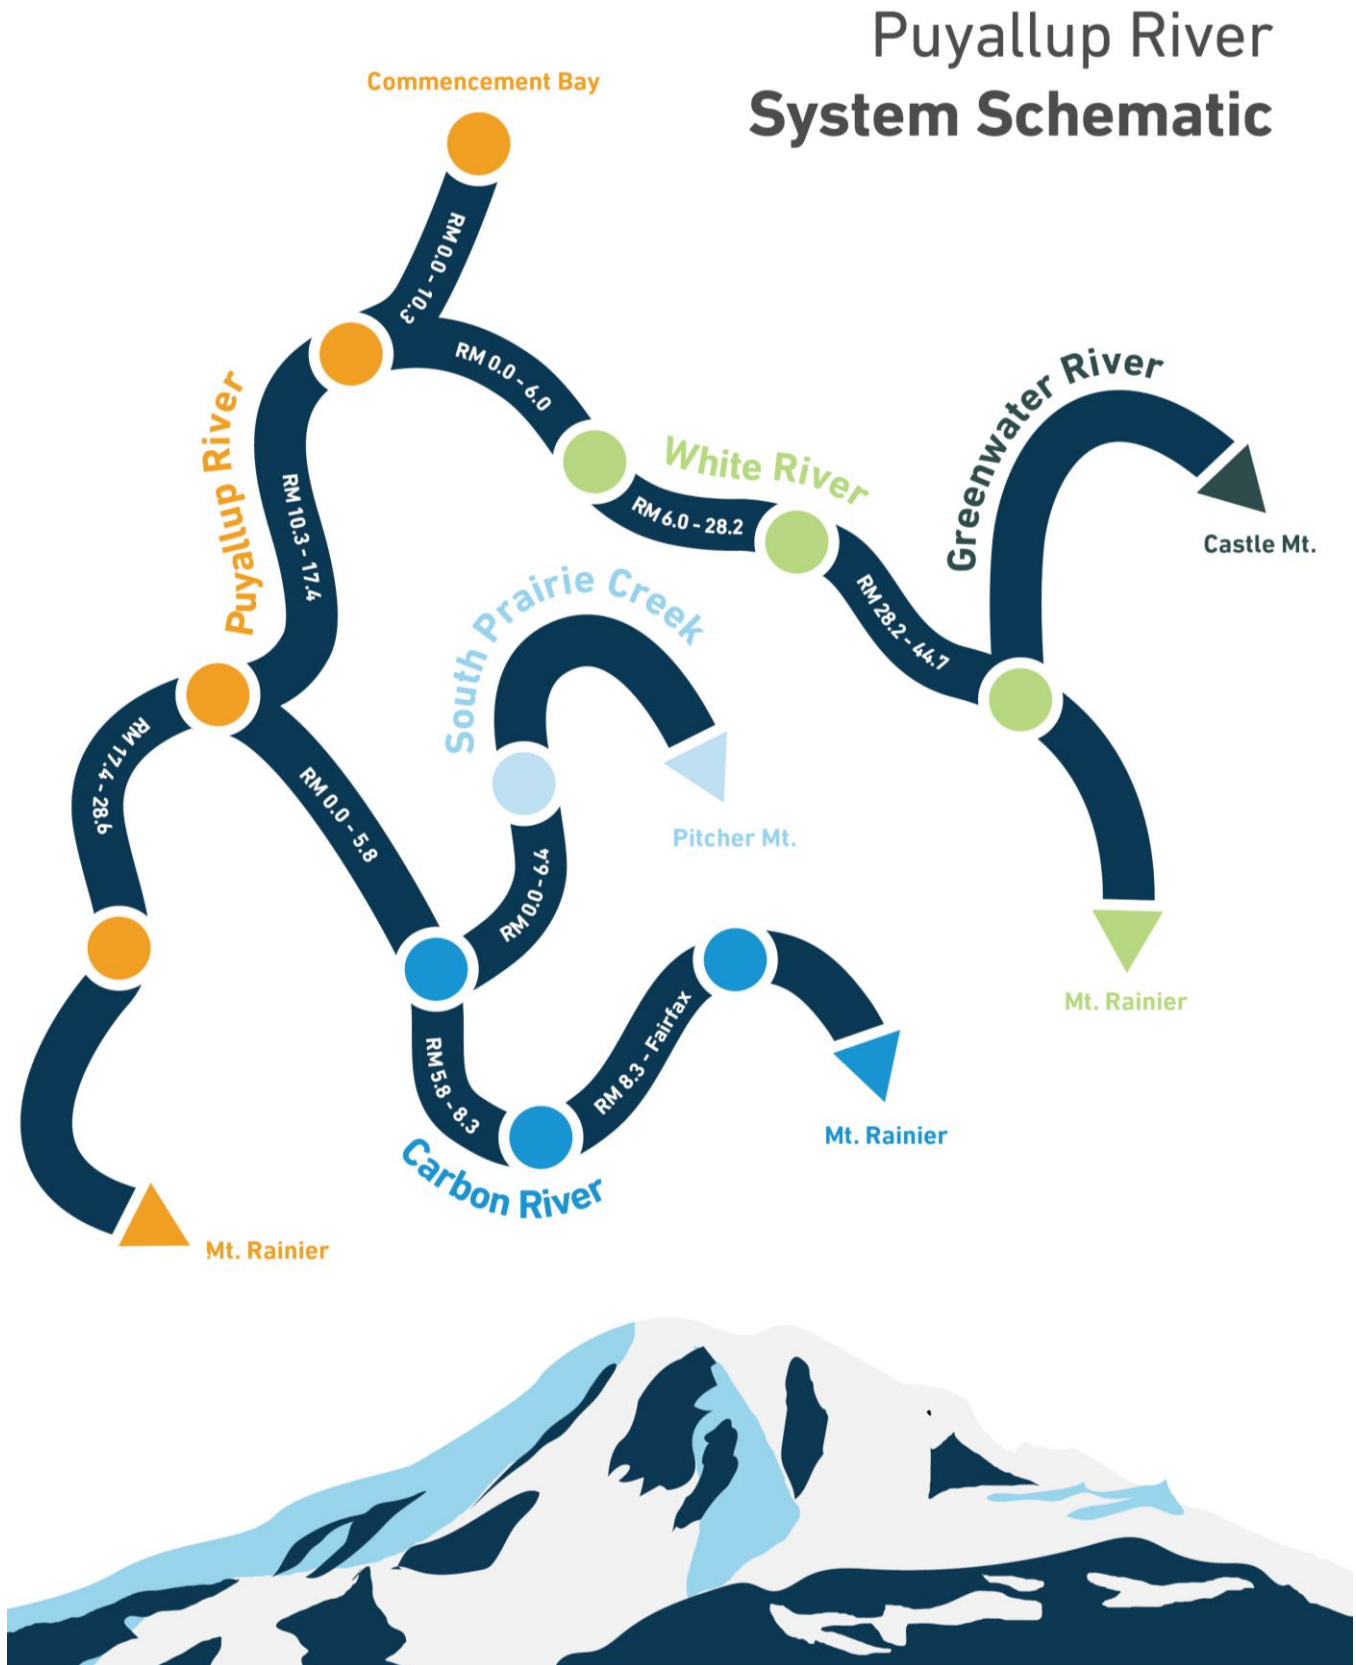 Puyallup River
System Schematic
Commencement Bay
RM 0.0 - 10.3
RM 0.0 - 6.0
Puyallup River
RM 10.3 - 17.4
White River
RM 6.0 - 28.2
Greenwater River
Castle Mt.
RM 28.2 - 44.7
South Prairie Creek
RM 17.4 - 28.6
RM 0.0 - 5.8
Pitcher Mt.
RM 0.0 - 6.4
Mt. Rainier
RM 8.3 - Fairfax
RM 5.8 - 8.3
Mt. Rainier
Carbon River
Mt. Rainier